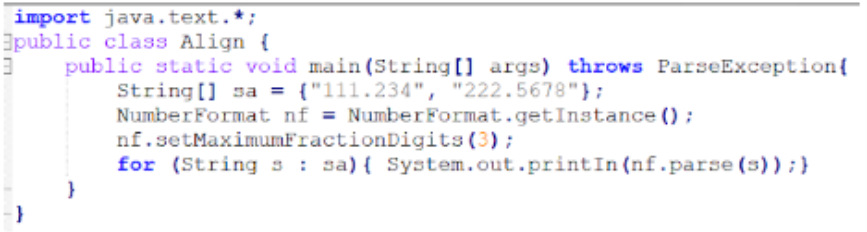 import java.text.*;
public class Align {
public static void main(String[] args) throws ParseException{
String[] sa = {"111.234", "222.5678"};
NumberFormat nf = NumberFormat.getInstance();
nf.setMaximumFractionDigits(3);
for (String s : sa){ System.out.printIn(nf.parse(s));}
}
}